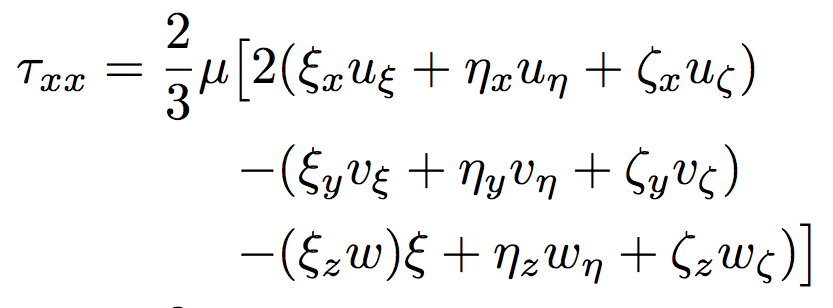 τ_{xx} = \frac{2}{3} μ[2(ξ_x u_ξ + η_x u_η + ζ_x u_ζ)
−(ξ_y v_ξ + η_y v_η + ζ_y v_ζ)
−(ξ_z w)ξ + η_z w_η + ζ_z w_ζ)]